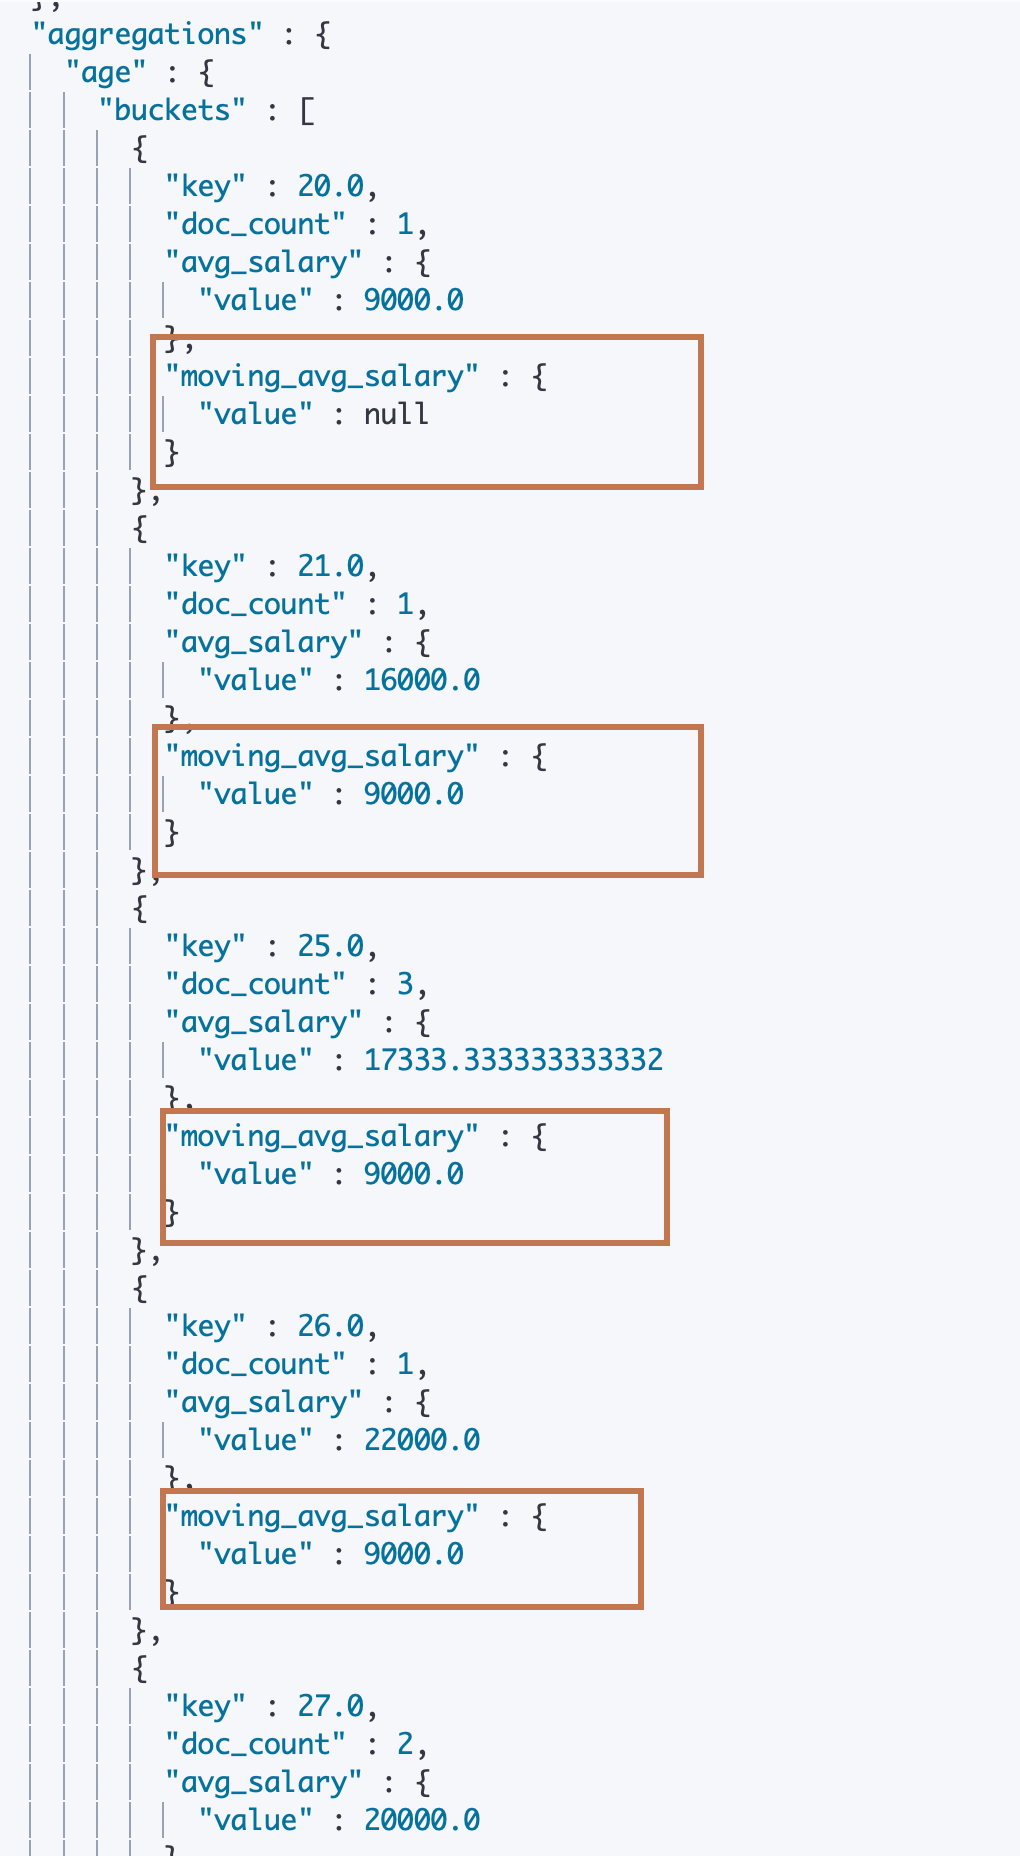 },
"aggregations" : {
"age" : {
"buckets" : [
{
"key" : 20.0,
"doc_count" : 1,
"avg_salary" : {
"value" : 9000.0
},
"moving_avg_salary" : {
"value" : null
}
},
{
"key" : 21.0,
"doc_count" : 1,
"avg_salary" : {
"value" : 16000.0
},
"moving_avg_salary" : {
"value" : 9000.0
}
},
{
"key" : 25.0,
"doc_count" : 3,
"avg_salary" : {
"value" : 17333.333333333332
},
"moving_avg_salary" : {
"value" : 9000.0
}
},
{
"key" : 26.0,
"doc_count" : 1,
"avg_salary" : {
"value" : 22000.0
},
"moving_avg_salary" : {
"value" : 9000.0
}
},
{
"key" : 27.0,
"doc_count" : 2,
"avg_salary" : {
"value" : 20000.0
}